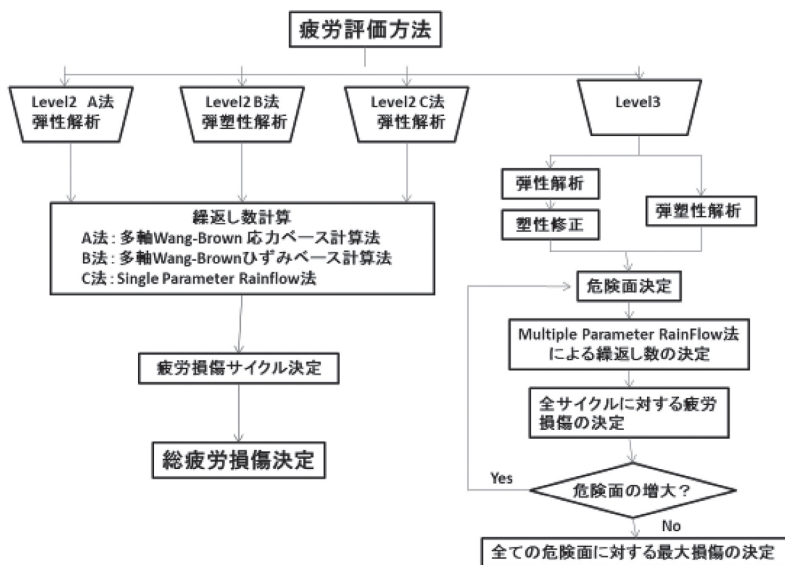 疲労評価方法
Level2 A法
弾性解析
Level2 B法
弾塑性解析
Level2 C法
弾性解析
Level3
繰返し数計算
A法：多軸Wang-Brown 応力ベース計算法
B法：多軸Wang-Brownひずみベース計算法
C法：Single Parameter Rainflow法
疲労損傷サイクル決定
総疲労損傷決定
弾性解析
塑性修正
弾塑性解析
危険面決定
Multiple Parameter RainFlow法
による繰返し数の決定
全サイクルに対する疲労
損傷の決定
Yes
危険面の増大？
No
全ての危険面に対する最大損傷の決定